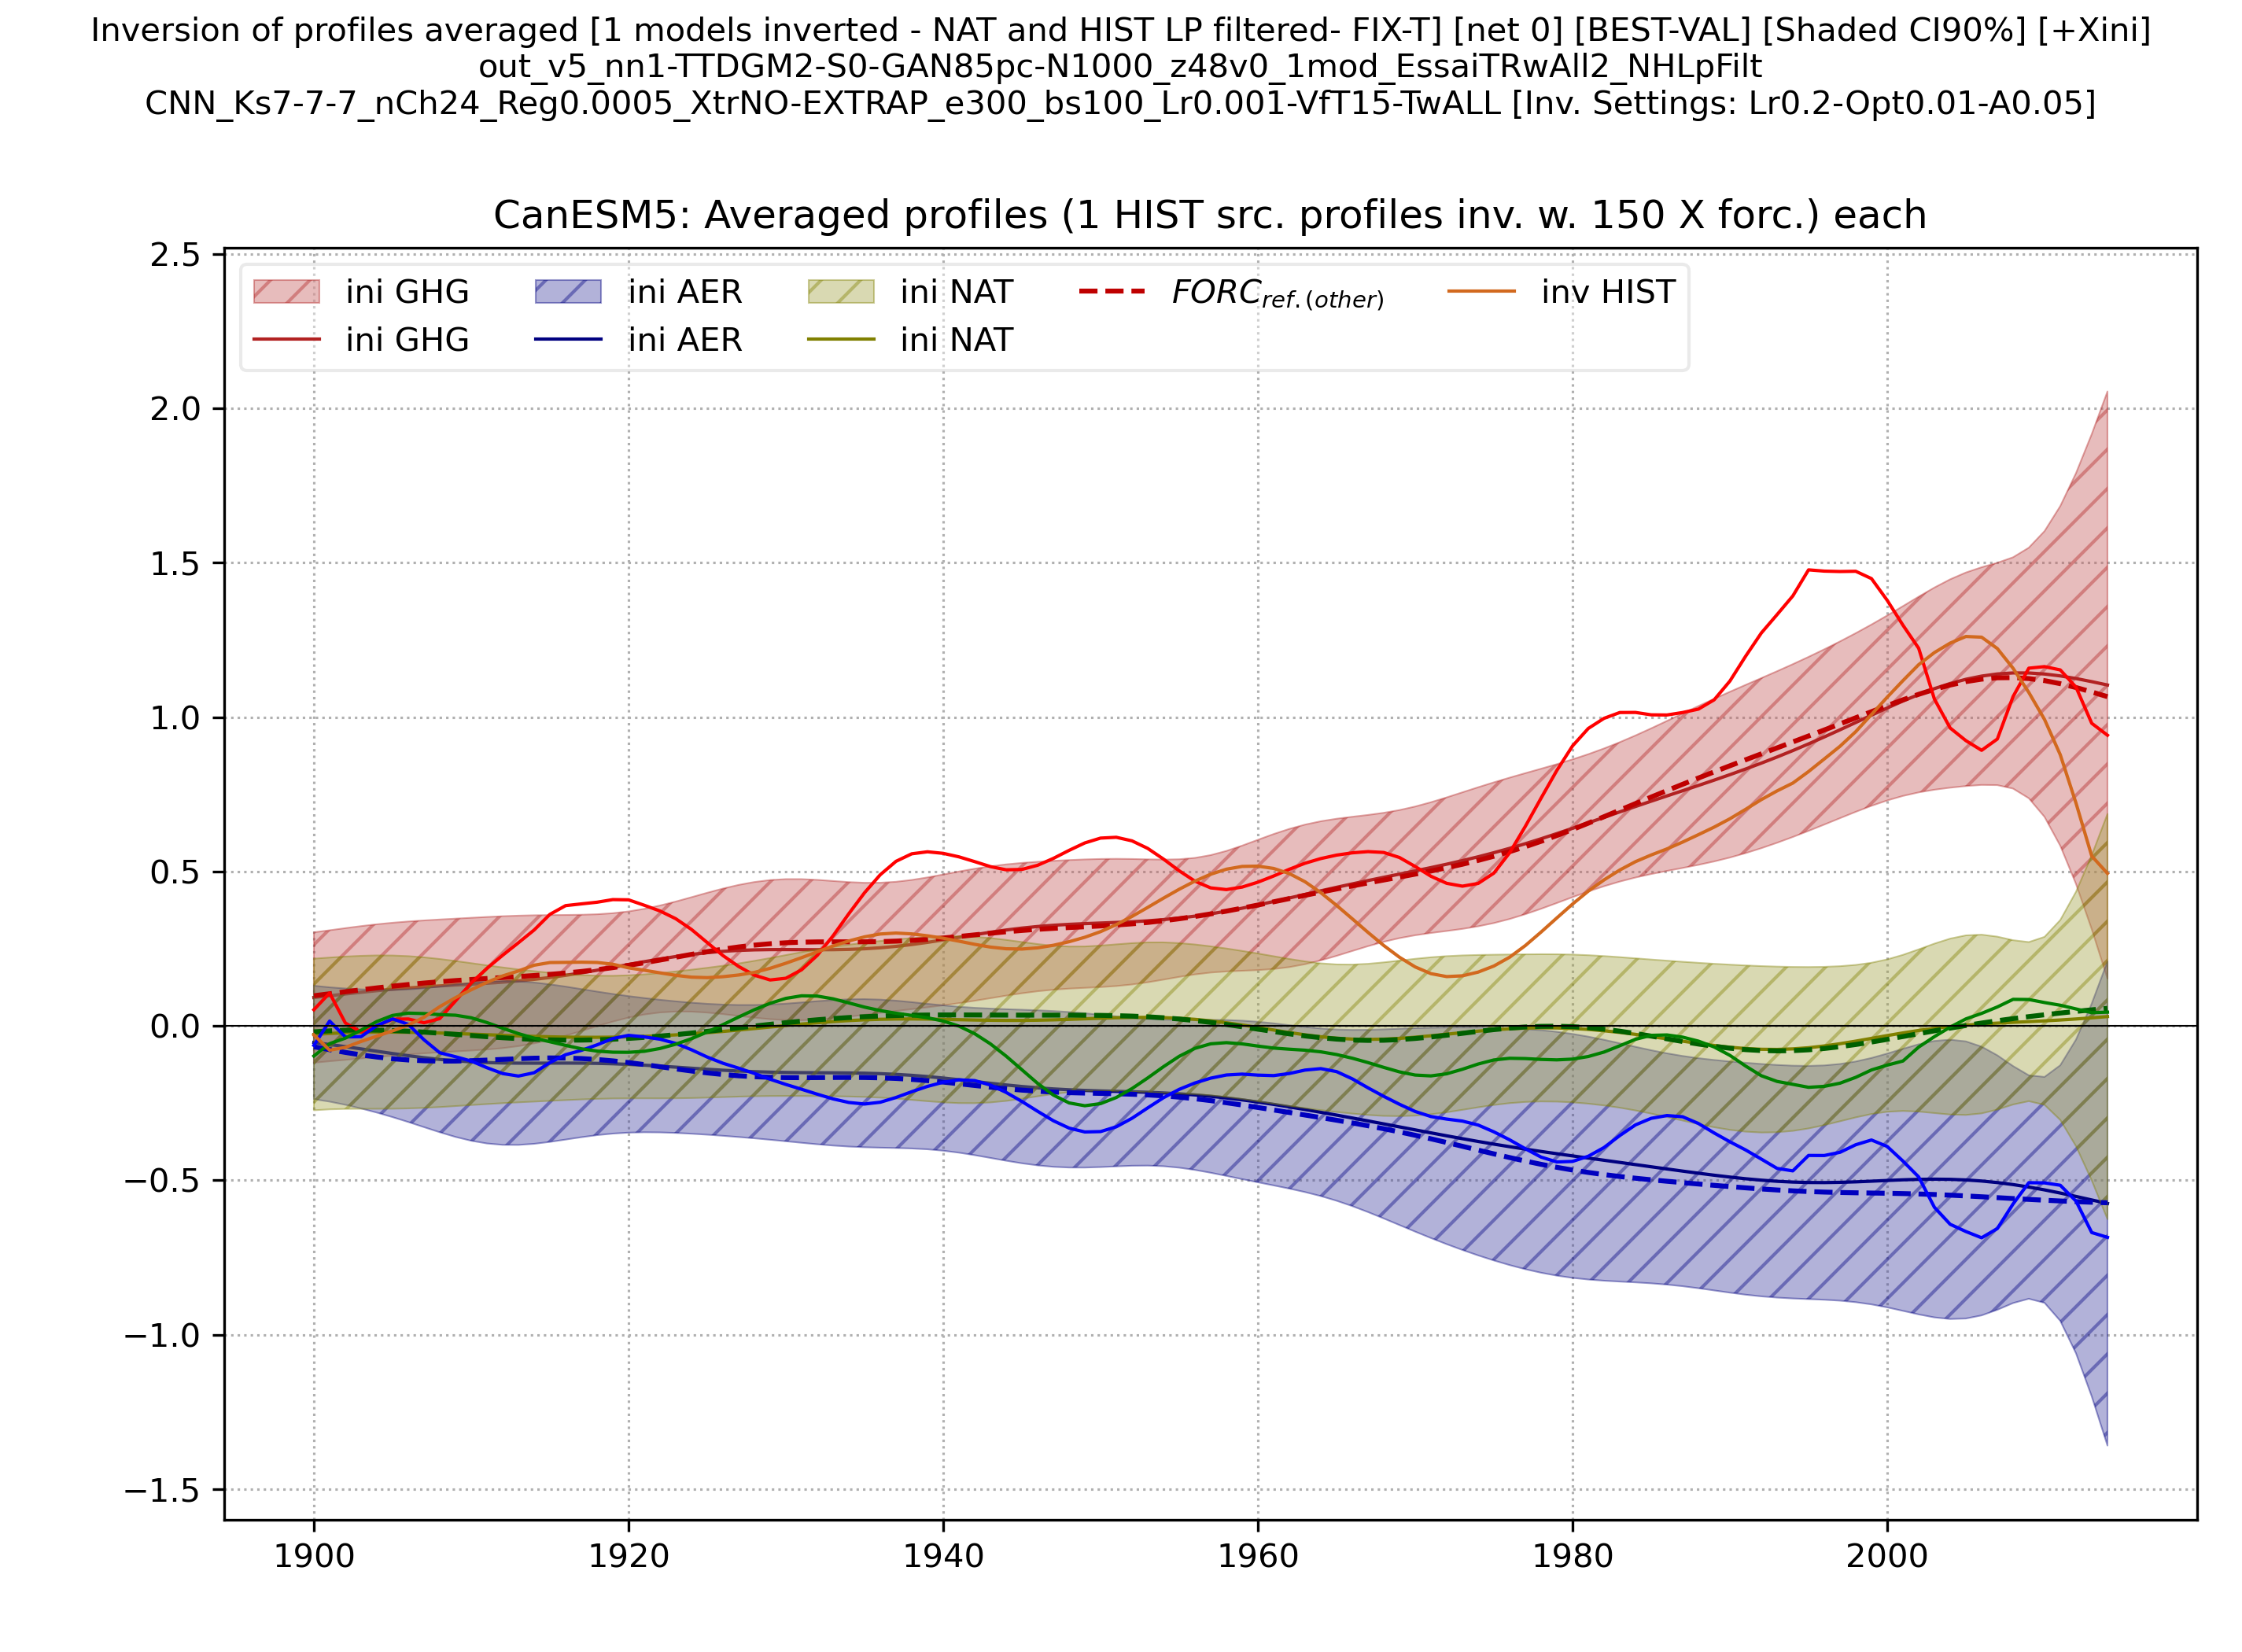 Inversion of profiles averaged [1 models inverted - NAT and HIST LP filtered- FIX-T] [net 0] [BEST-VAL] [Shaded CI90%] [+Xini]
out_v5_nn1-TTDGM2-S0-GAN85pc-N1000_z48v0_1mod_EssaiTRwAll2_NHLpFilt
CNN_Ks7-7-7_nCh24_Reg0.0005_XtrNO-EXTRAP_e300_bs100_Lr0.001-VfT15-TwALL [Inv. Settings: Lr0.2-Opt0.01-A0.05]
CanESM5: Averaged profiles (1 HIST src. profiles inv. w. 150 X forc.) each
ini GHG ini AER ini NAT FORC ref.(other) inv HIST
ini GHG ini AER ini NAT
2.5
2.0
1.5
1.0
0.5
0.0
−0.5
−1.0
−1.5
1900 1920 1940 1960 1980 2000